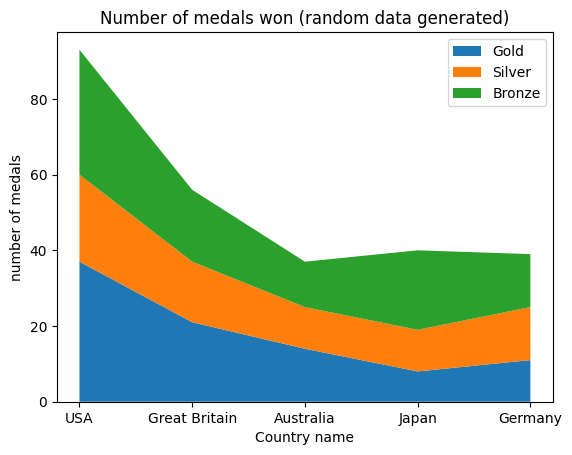 Number of medals won (random data generated)
Gold
Silver
Bronze
number of medals
80
60
40
20
0
USA
Great Britain
Australia
Japan
Germany
Country name